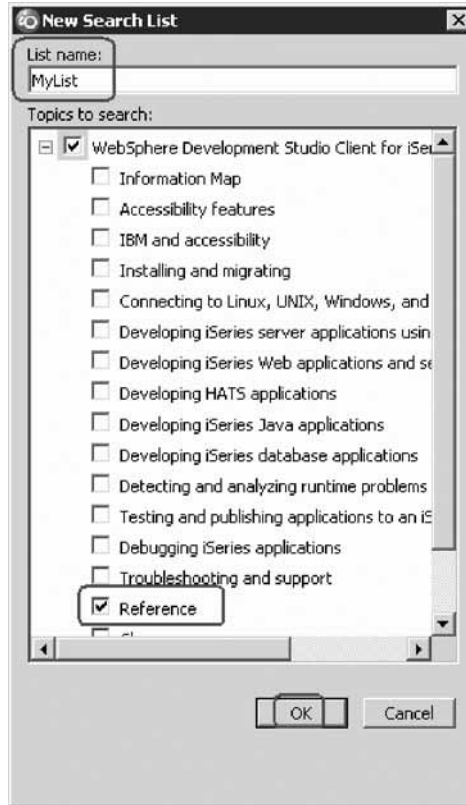 New Search List
List name:
MyList
Topics to search:
WebSphere Development Studio Client for iSer
Information Map
Accessibility features
IBM and accessibility
Installing and migrating
Connecting to Linux, UNIX, Windows, and
Developing iSeries server applications usin
Developing iSeries Web applications and se
Developing HATS applications
Developing iSeries Java applications
Developing iSeries database applications
Detecting and analyzing runtime problems
Testing and publishing applications to an iS
Debugging iSeries applications
Troubleshooting and support
Reference
OK Cancel